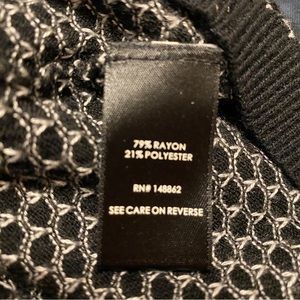 79% RAYON
21% POLYESTER
RN# 148862
SEE CARE ON REVERSE